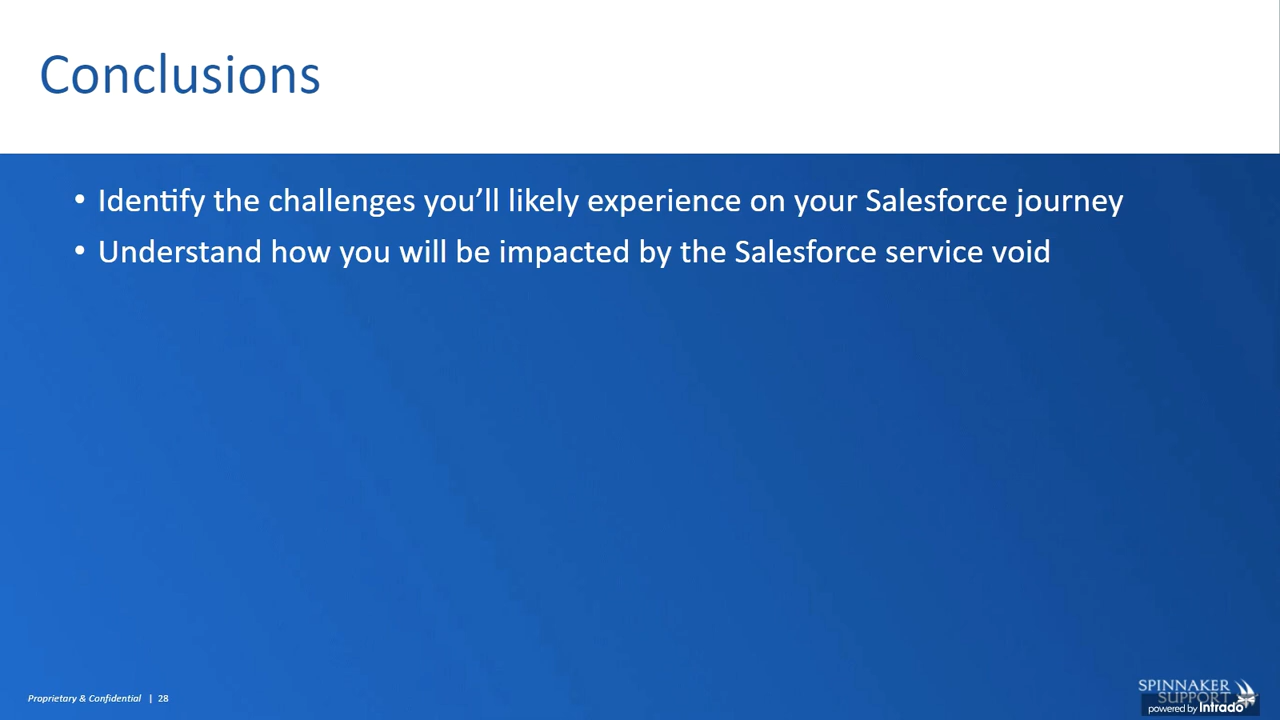 Conclusions
• Identify the challenges you’ll likely experience on your Salesforce journey
• Understand how you will be impacted by the Salesforce service void
Proprietary & Confidential | 28
SPINNAKER
SUPPORT
powered by Intrado